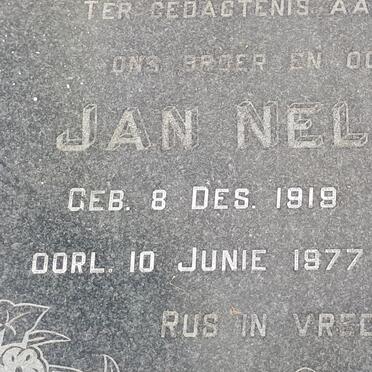 TER GEDAGTENIS AA
ONS BROER EN OO
JAN NEL
GEB. 8 DES. 1919
OORL. 10 JUNIE 1977
RUS IN VRED